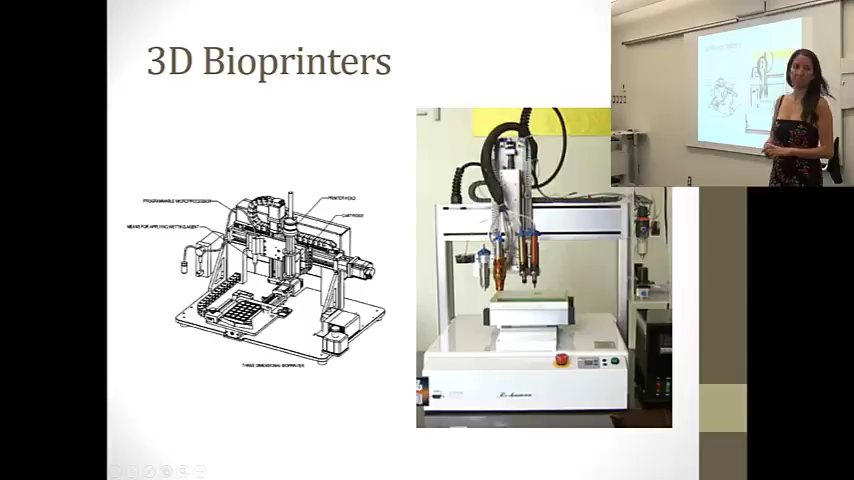 3D Bioprinters
PROGRAMMABLE MICROPROCESSOR
PRINTER HEAD
CARTRIDGE
MEANS FOR APPLYING WETTING AGENT
THREE DIMENSIONAL BIOPRINTER